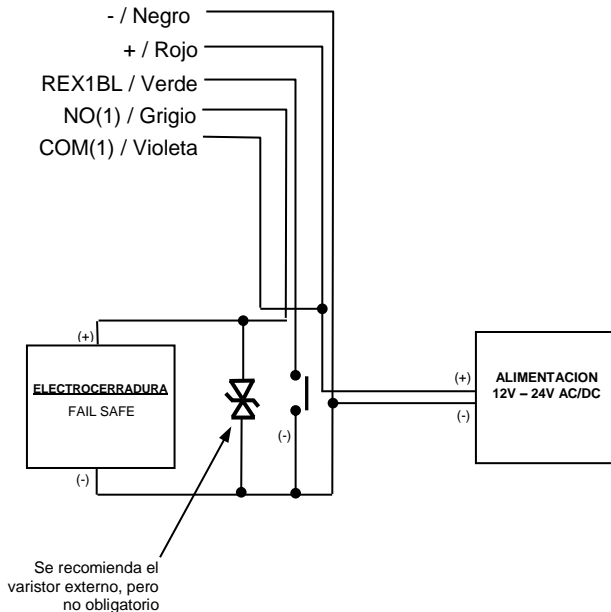 - / Negro
+ / Rojo
REX1BL / Verde
NO(1) / Grigio
COM(1) / Violeta
(+)
ELECTROCERRADURA
FAIL SAFE
(-)
(-)
(+)
(-)
ALIMENTACION
12V – 24V AC/DC
Se recomienda el
varistor externo, pero
no obligatorio